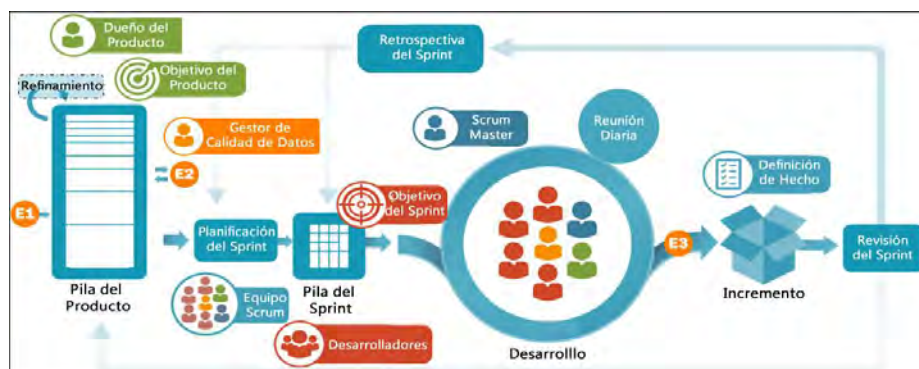 Dueño del
Producto
Objetivo del
Producto
Refinamiento
Gestor de
Calidad de Datos
E1
E2
Pila del
Producto
Planificación
del Sprint
Equipo
Scrum
Pila del
Sprint
Objetivo
del Sprint
Desarrolladores
Retrospectiva
del Sprint
Scrum
Master
Reunión
Diaria
Desarrolllo
E3
Definición
de Hecho
Incremento
Revisión
del Sprint